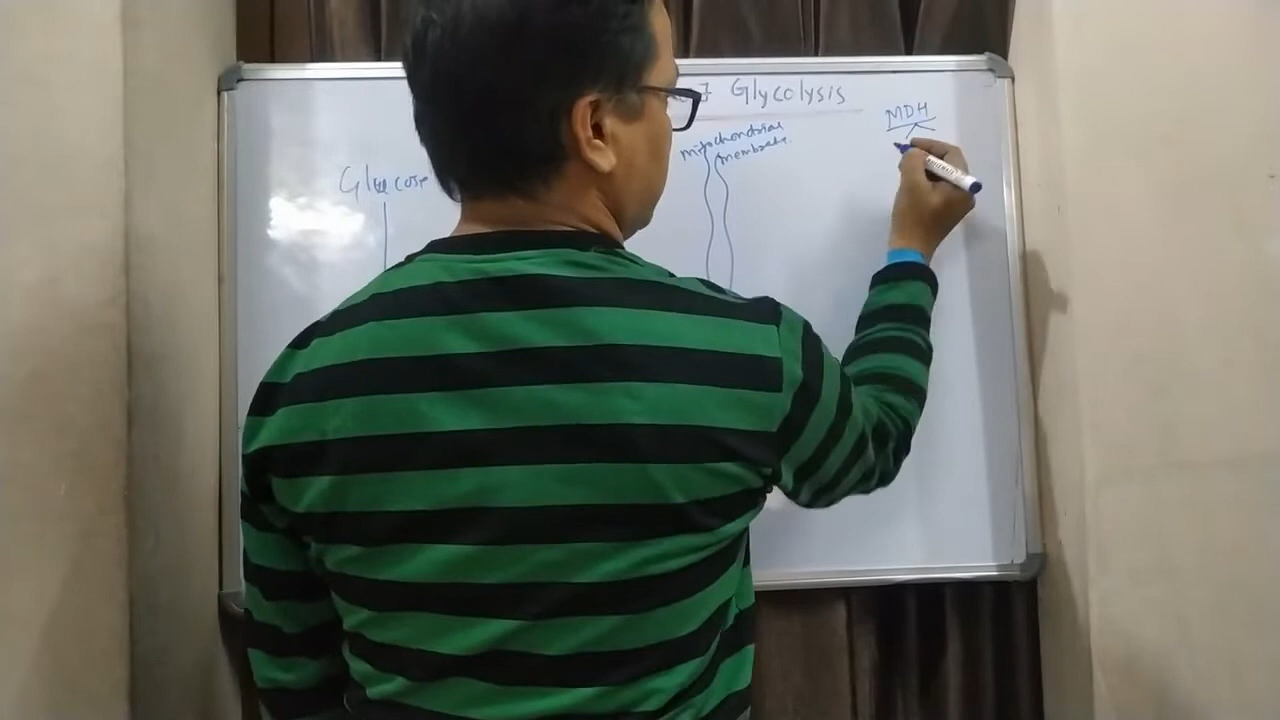 Glycolysis
MDH
mitochondrial
membrane.
Glucose